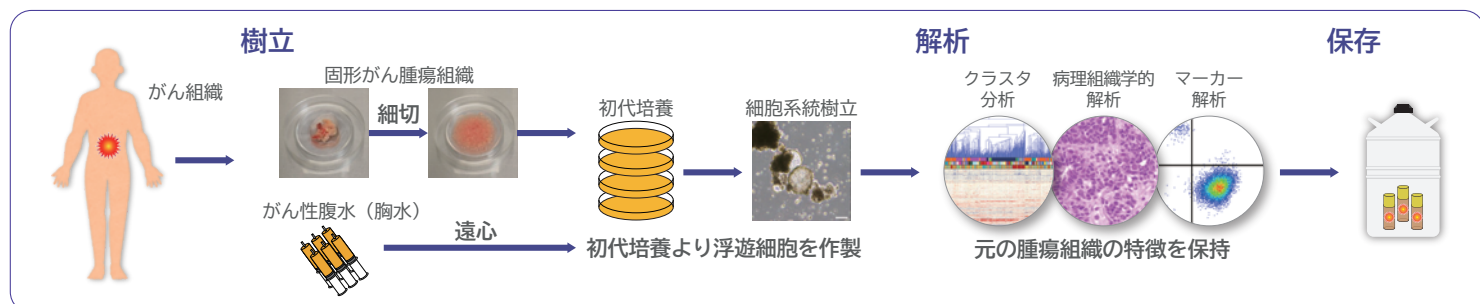 樹立
がん組織
固形がん腫瘍組織
細切
がん性腹水（胸水）
遠心
初代培養
細胞系統樹立
初代培養より浮遊細胞を作製
解析
クラスタ
分析
病理組織学的
解析
マーカー
解析
元の腫瘍組織の特徴を保持
保存